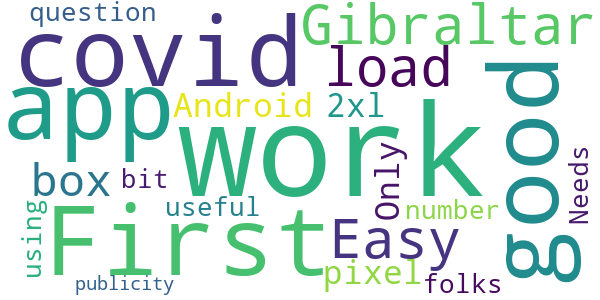 question
Gibraltar
covid
load
good
app
Android
2xl
work
Only
Needs
box
bit
using
useful
number
First
Easy
pixel
folks
publicity